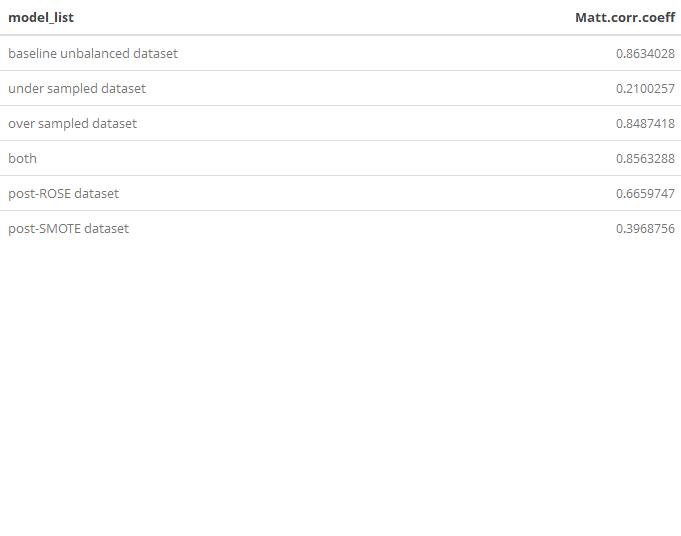 model_list Matt.corr.coeff
baseline unbalanced dataset 0.8634028
under sampled dataset 0.2100257
over sampled dataset 0.8487418
both 0.8563288
post-ROSE dataset 0.6659747
post-SMOTE dataset 0.3968756